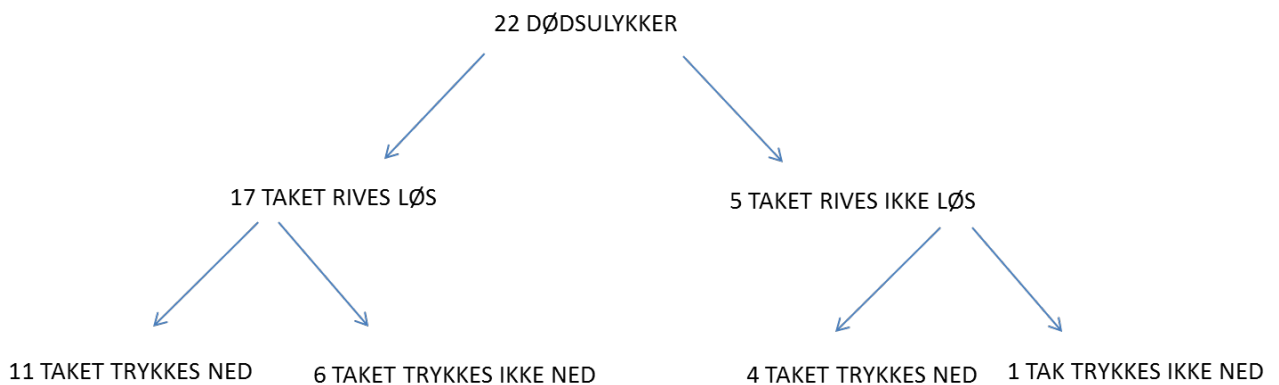 22 DØDSULYKKER
17 TAKET RIVES LØS
5 TAKET RIVES IKKE LØS
11 TAKET TRYKKES NED
6 TAKET TRYKKES IKKE NED
4 TAKET TRYKKES NED
1 TAK TRYKKES IKKE NED